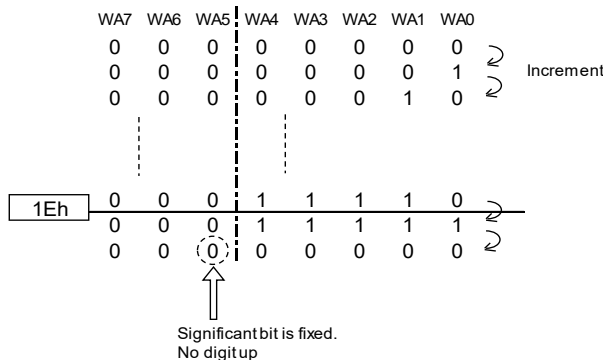 WA7 WA6 WA5 WA4 WA3 WA2 WA1 WA0
0 0 0 0 0 0 0 0
0 0 0 0 0 0 0 1
Increment
0 0 0 0 0 0 1 0
1Eh 0 0 0 1 1 1 1 0
0 0 0 1 1 1 1 1
0 0 0 0 0 0 0 0
Significant bit is fixed.
No digit up